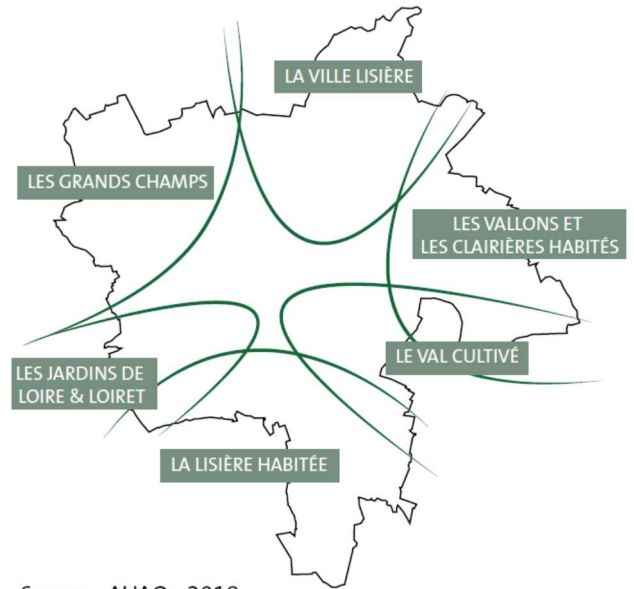 LA VILLE LISIÈRE
LES GRANDS CHAMPS
LES VALLONS ET
LES CLAIRIÈRES HABITÉS
LE VAL CULTIVÉ
LES JARDINS DE
LOIRE & LOIRET
LA LISIÈRE HABITÉE